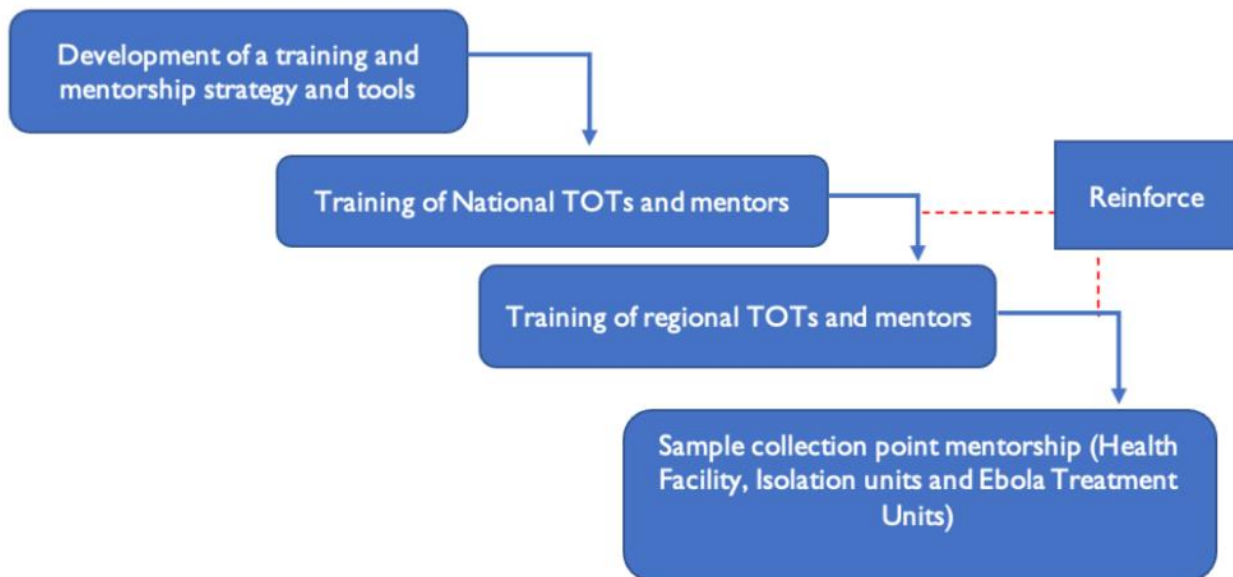 Development of a training and
mentorship strategy and tools
Training of National TOTs and mentors
Reinforce
Training of regional TOTs and mentors
Sample collection point mentorship (Health
Facility, Isolation units and Ebola Treatment
Units)